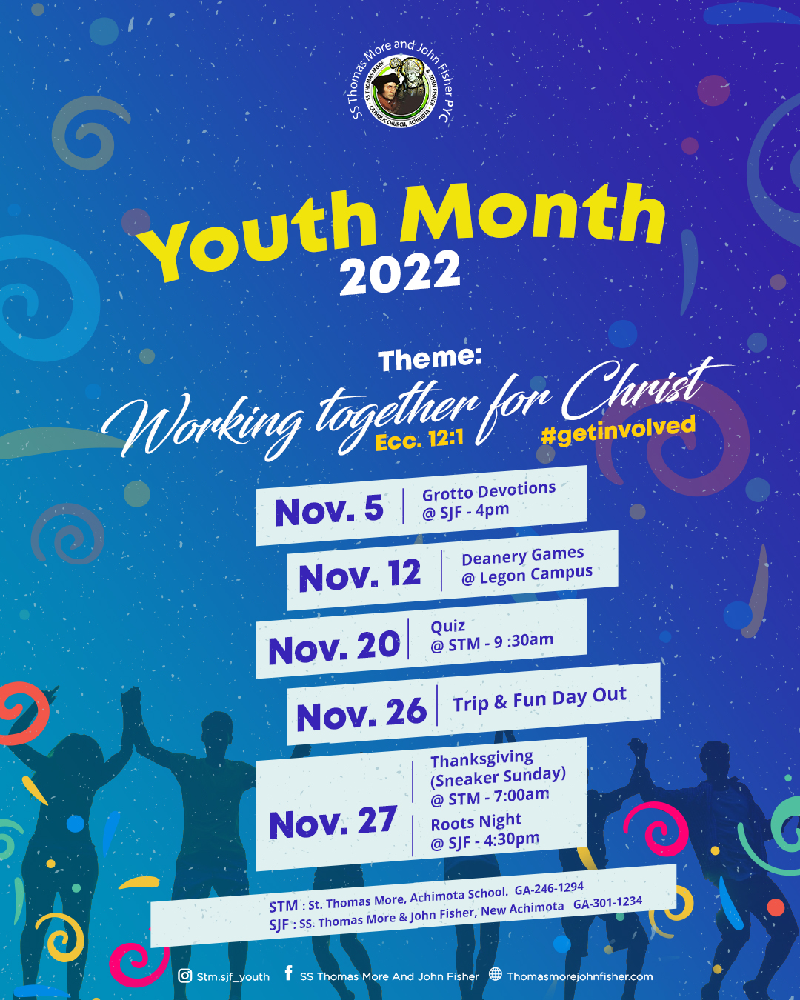 SS Thomas More and John Fisher PYC
SS THOMAS MORE & JOHN FISHER
CATHOLIC CHURCH, ACHIMOTA
Youth Month
2022
Theme:
Working together for Christ
Ecc. 12:1 #getinvolved
Nov. 5
Grotto Devotions
@ SJF - 4pm
Nov. 12
Deanery Games
@ Legon Campus
Nov. 20
Quiz
@ STM - 9 :30am
Nov. 26
Trip & Fun Day Out
Nov. 27
Thanksgiving
(Sneaker Sunday)
@ STM - 7:00am
Roots Night
@ SJF - 4:30pm
STM : St. Thomas More, Achimota School. GA-246-1294
SJF : SS. Thomas More & John Fisher, New Achimota GA-301-1234
Stm.sjf_youth f SS Thomas More And John Fisher Thomasmorejohnfisher.com